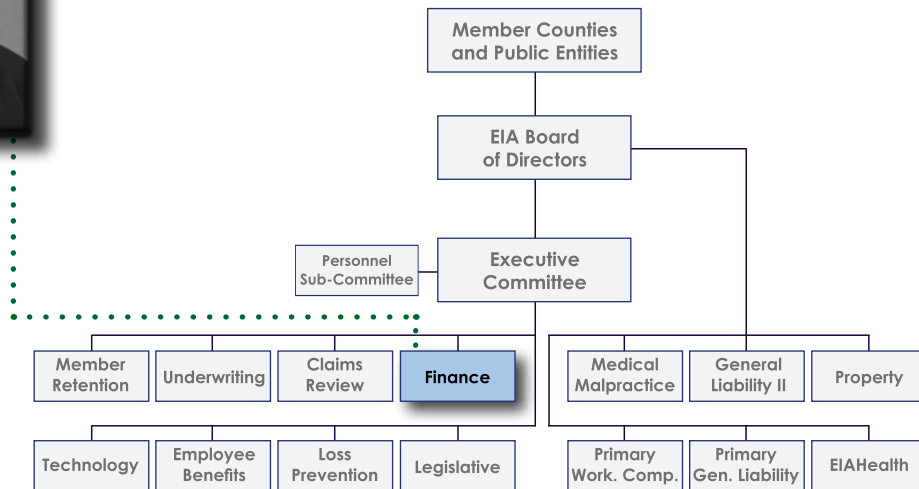 Member Counties
and Public Entities
EIA Board
of Directors
Personnel
Sub-Committee
Executive
Committee
Member
Retention
Underwriting
Claims
Review
Finance
Medical
Malpractice
General
Liability II
Property
Technology
Employee
Benefits
Loss
Prevention
Legislative
Primary
Work. Comp.
Primary
Gen. Liability
EIAHealth